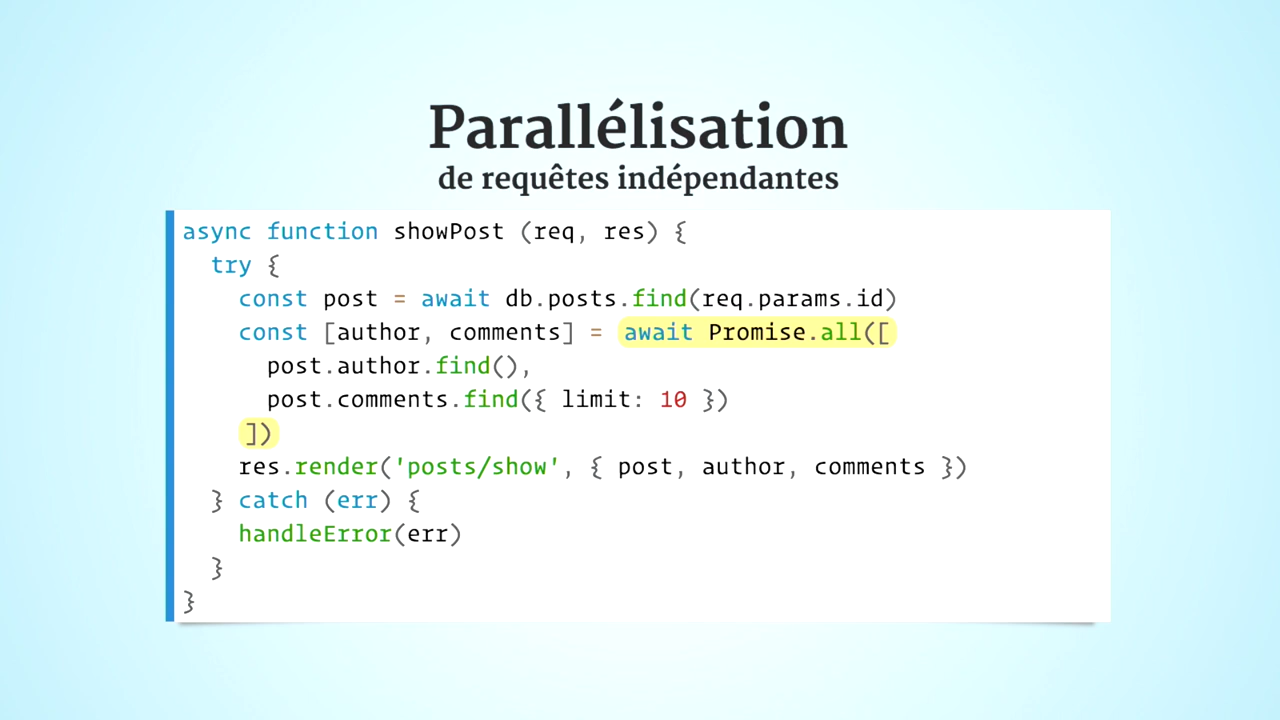 Parallélisation
de requêtes indépendantes
async function showPost (req, res) {
  try {
    const post = await db.posts.find(req.params.id)
    const [author, comments] = await Promise.all([
      post.author.find(),
      post.comments.find({ limit: 10 })
    ])
    res.render('posts/show', { post, author, comments })
  } catch (err) {
    handleError(err)
  }
}